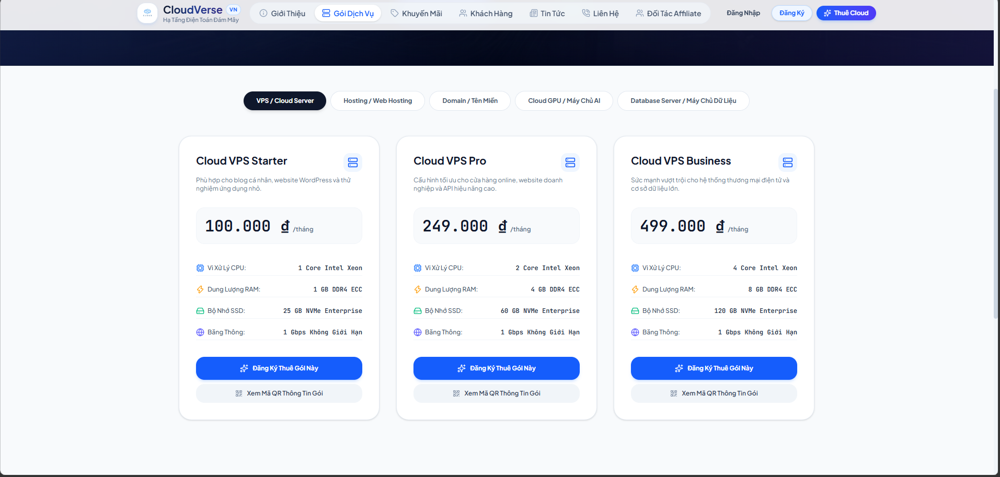 CloudVerse VN
Hạ Tầng Điện Toán Đám Mây
Giới Thiệu
Gói Dịch Vụ
Khuyến Mãi
Khách Hàng
Tin Tức
Liên Hệ
Đối Tác Affiliate
Đăng Nhập
Đăng Ký
Thuê Cloud
VPS / Cloud Server
Hosting / Web Hosting
Domain / Tên Miền
Cloud GPU / Máy Chủ AI
Database Server / Máy Chủ Dữ Liệu
Cloud VPS Starter
Phù hợp cho blog cá nhân, website WordPress và thử
nghiệm ứng dụng nhỏ.
100.000 ₫ /tháng
Vi Xử Lý CPU: 1 Core Intel Xeon
Dung Lượng RAM: 1 GB DDR4 ECC
Bộ Nhớ SSD: 25 GB NVMe Enterprise
Băng Thông: 1 Gbps Không Giới Hạn
Đăng Ký Thuê Gói Này
Xem Mã QR Thông Tin Gói
Cloud VPS Pro
Cấu hình tối ưu cho cửa hàng online, website doanh
nghiệp và API hiệu năng cao.
249.000 ₫ /tháng
Vi Xử Lý CPU: 2 Core Intel Xeon
Dung Lượng RAM: 4 GB DDR4 ECC
Bộ Nhớ SSD: 60 GB NVMe Enterprise
Băng Thông: 1 Gbps Không Giới Hạn
Đăng Ký Thuê Gói Này
Xem Mã QR Thông Tin Gói
Cloud VPS Business
Sức mạnh vượt trội cho hệ thống thương mại điện tử và
cơ sở dữ liệu lớn.
499.000 ₫ /tháng
Vi Xử Lý CPU: 4 Core Intel Xeon
Dung Lượng RAM: 8 GB DDR4 ECC
Bộ Nhớ SSD: 120 GB NVMe Enterprise
Băng Thông: 1 Gbps Không Giới Hạn
Đăng Ký Thuê Gói Này
Xem Mã QR Thông Tin Gói